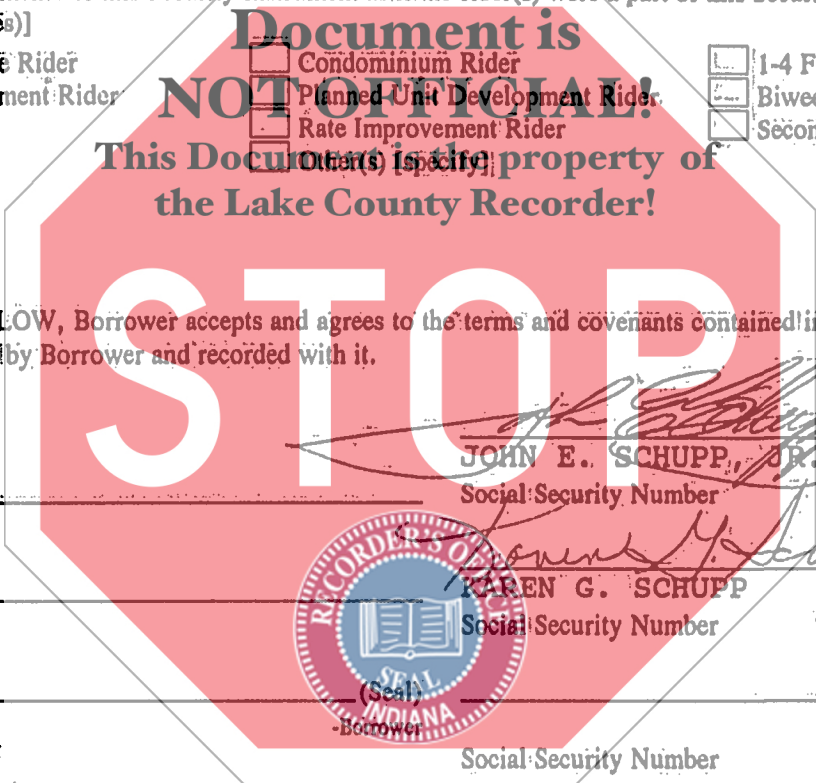 s)]
Document is
Rider Condominium Rider 1-4 F
ment Rider NOT OFFICIAL! Planned Unit Development Rider Biwee
Rate Improvement Rider Secon
This Document is the property of
Other(s) [specify]
the Lake County Recorder!
STOP
LOW, Borrower accepts and agrees to the terms and covenants contained in
by Borrower and recorded with it.
JOHN E. SCHUPP, JR.
Social Security Number
RECORDER'S OFFICE
KAREN G. SCHUPP
Social Security Number
SEAL
(Seal)
INDIANA
-Borrower
Social Security Number